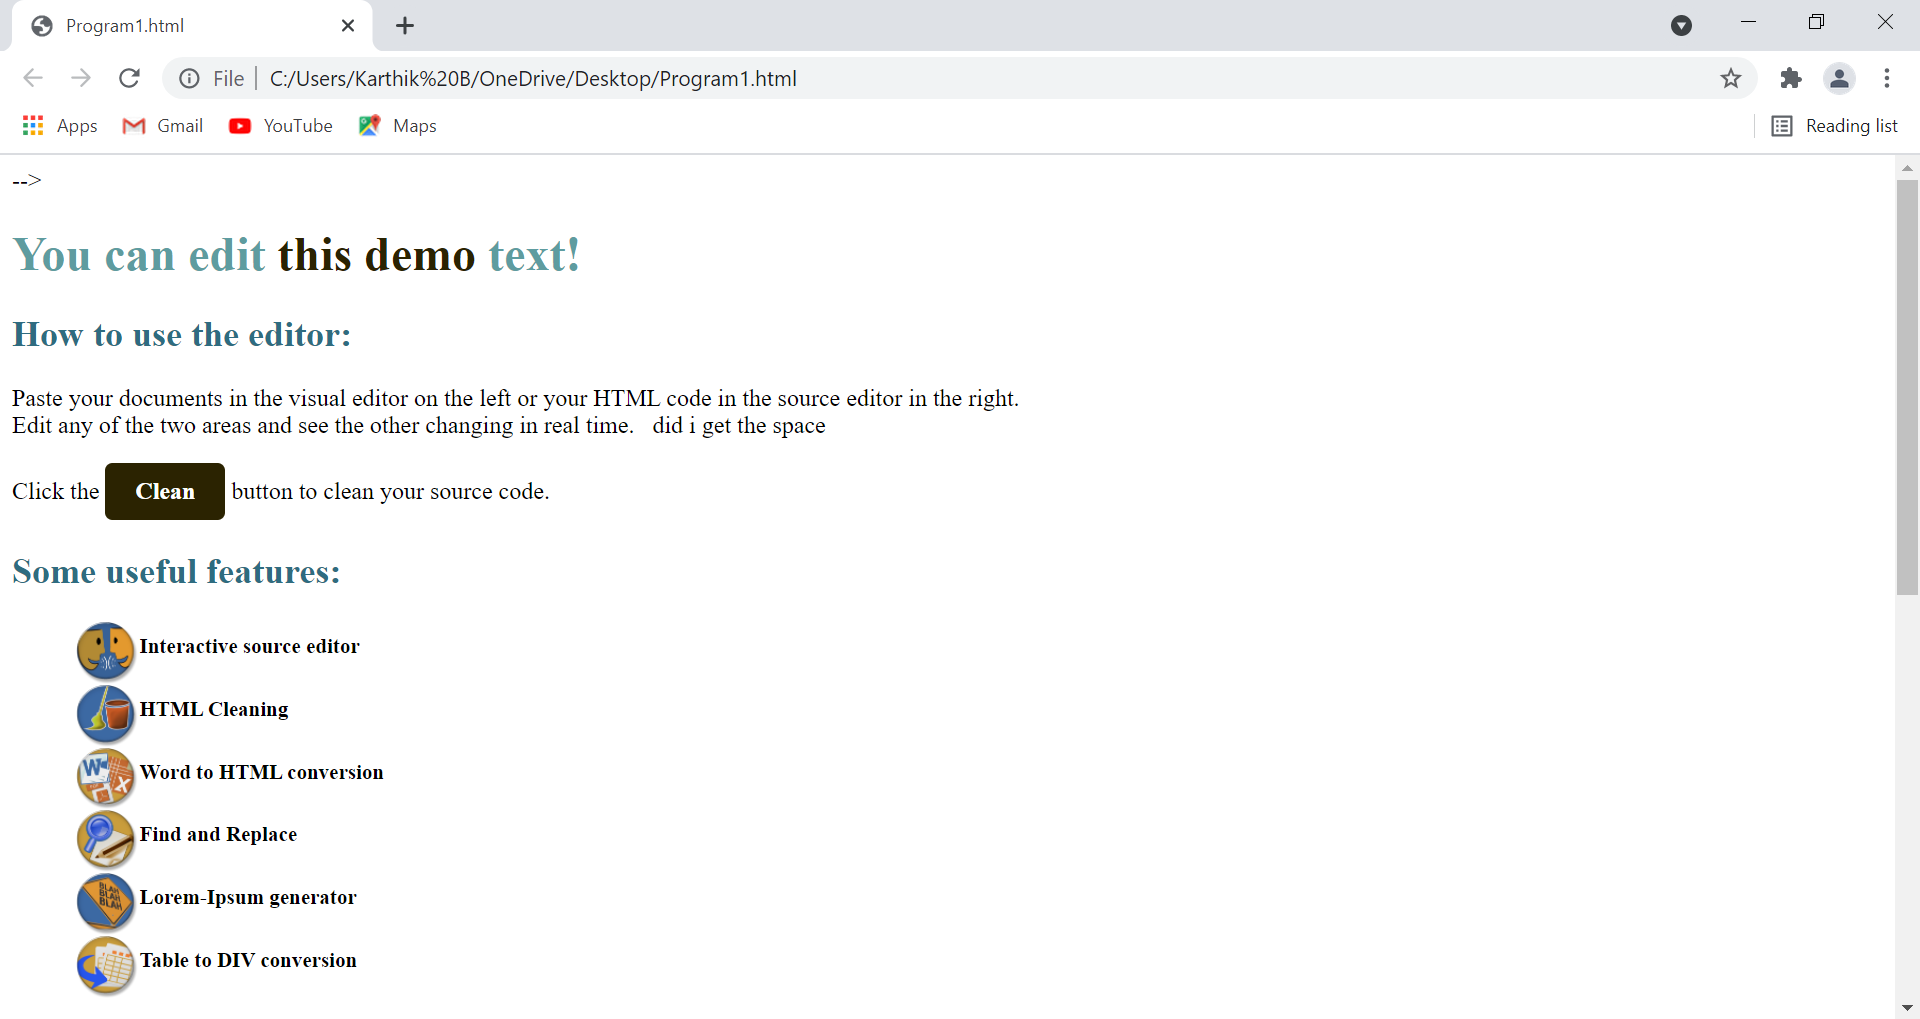 Program1.html
File C:/Users/Karthik%20B/OneDrive/Desktop/Program1.html
Apps Gmail YouTube Maps Reading list
-->
You can edit this demo text!
How to use the editor:
Paste your documents in the visual editor on the left or your HTML code in the source editor in the right.
Edit any of the two areas and see the other changing in real time.   did i get the space
Click the Clean button to clean your source code.
Some useful features:
Interactive source editor
HTML Cleaning
W X
Word to HTML conversion
Find and Replace
BLAH
BLAH
BLAH
Lorem-Ipsum generator
Table to DIV conversion